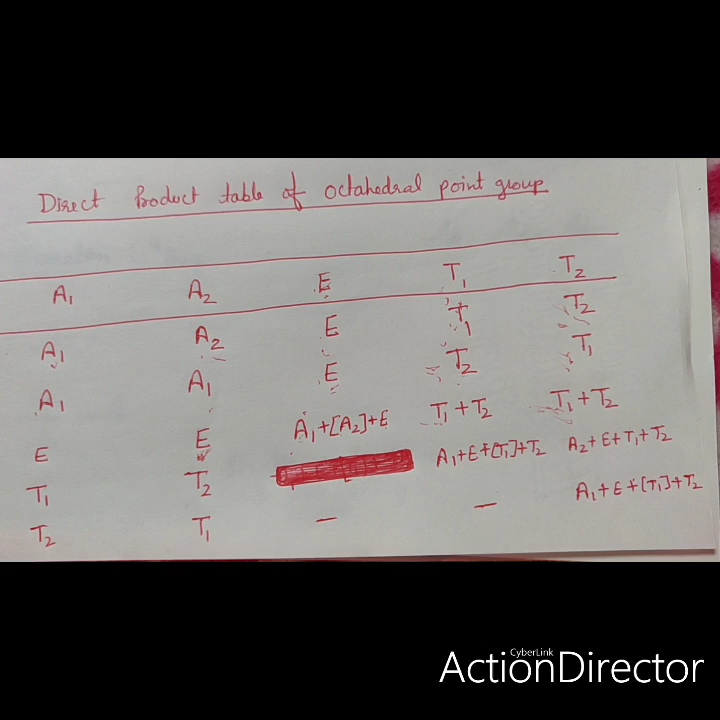 Direct Product table of octahedral point group
A₁ A₂ E T₁ T₂
A₁ A₂ E T₁ T₂
A₁ A₁ E T₂ T₁
E E A₁+[A₂]+E T₁+T₂ T₁+T₂
T₁ T₂ A₁+E+[T₁]+T₂ A₂+E+T₁+T₂
T₂ T₁ — — A₁+E+[T₁]+T₂
CyberLink
ActionDirector